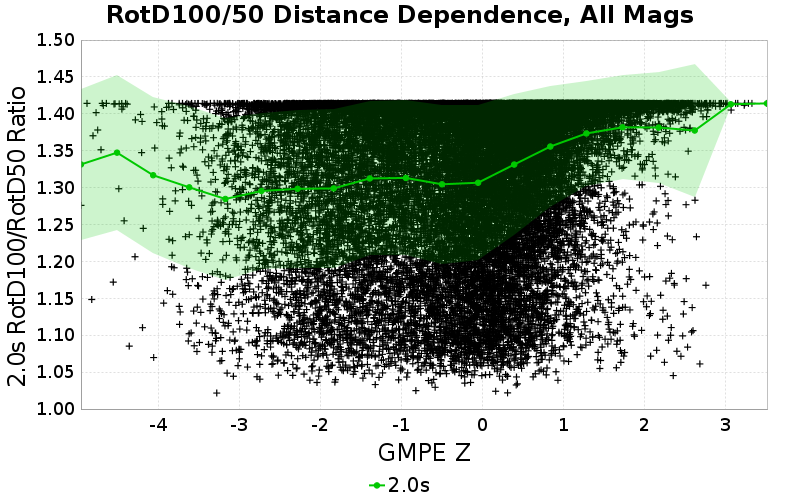 RotD100/50 Distance Dependence, All Mags
2.0s RotD100/RotD50 Ratio
1.50
1.45
1.40
1.35
1.30
1.25
1.20
1.15
1.10
1.05
1.00
-4 -3 -2 -1 0 1 2 3
GMPE Z
2.0s